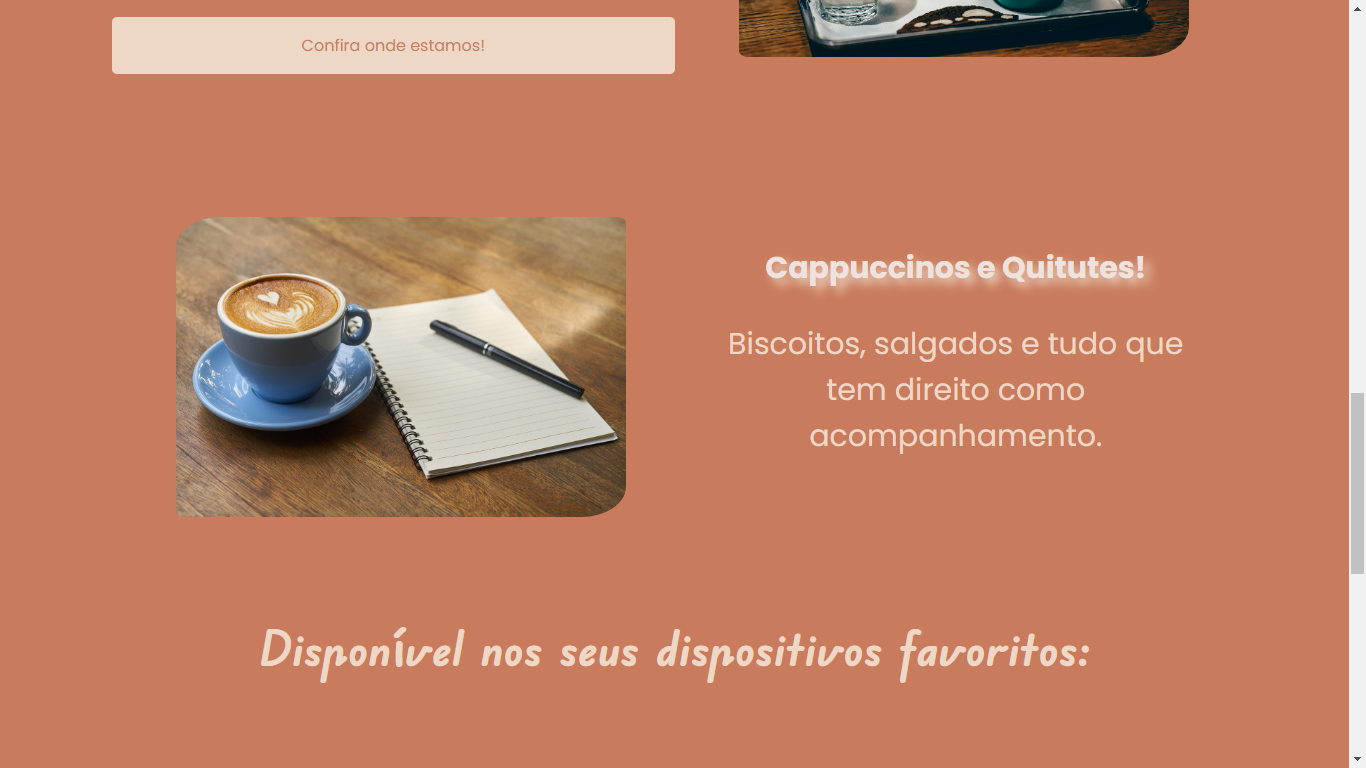 Confira onde estamos!
Cappuccinos e Quitutes!
Biscoitos, salgados e tudo que
tem direito como
acompanhamento.
Disponível nos seus dispositivos favoritos: